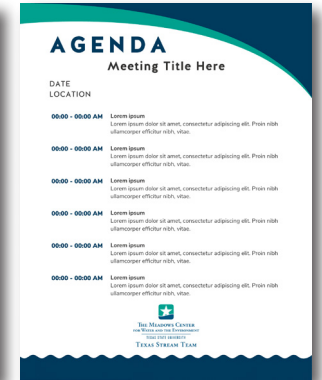 AGENDA
Meeting Title Here
DATE
LOCATION
00:00 - 00:00 AM Lorem ipsum
Lorem ipsum dolor sit amet, consectetur adipiscing elit. Proin nibh
ullamcorper efficitur nibh, vitae.
00:00 - 00:00 AM Lorem ipsum
Lorem ipsum dolor sit amet, consectetur adipiscing elit. Proin nibh
ullamcorper efficitur nibh, vitae.
00:00 - 00:00 AM Lorem ipsum
Lorem ipsum dolor sit amet, consectetur adipiscing elit. Proin nibh
ullamcorper efficitur nibh, vitae.
00:00 - 00:00 AM Lorem ipsum
Lorem ipsum dolor sit amet, consectetur adipiscing elit. Proin nibh
ullamcorper efficitur nibh, vitae.
00:00 - 00:00 AM Lorem ipsum
Lorem ipsum dolor sit amet, consectetur adipiscing elit. Proin nibh
ullamcorper efficitur nibh, vitae.
00:00 - 00:00 AM Lorem ipsum
Lorem ipsum dolor sit amet, consectetur adipiscing elit. Proin nibh
ullamcorper efficitur nibh, vitae.
THE MEADOWS CENTER
FOR WATER AND THE ENVIRONMENT
TEXAS STATE UNIVERSITY
TEXAS STREAM TEAM